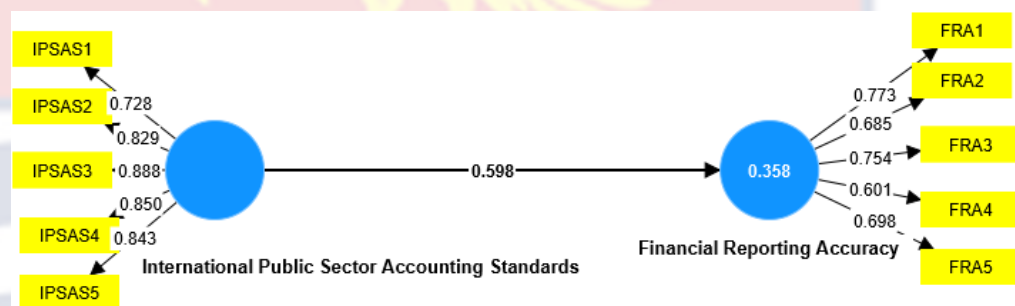 IPSAS1
IPSAS2
IPSAS3
IPSAS4
IPSAS5
0.728
0.829
0.888
0.850
0.843
International Public Sector Accounting Standards
0.598
0.358
Financial Reporting Accuracy
0.773
0.685
0.754
0.601
0.698
FRA1
FRA2
FRA3
FRA4
FRA5